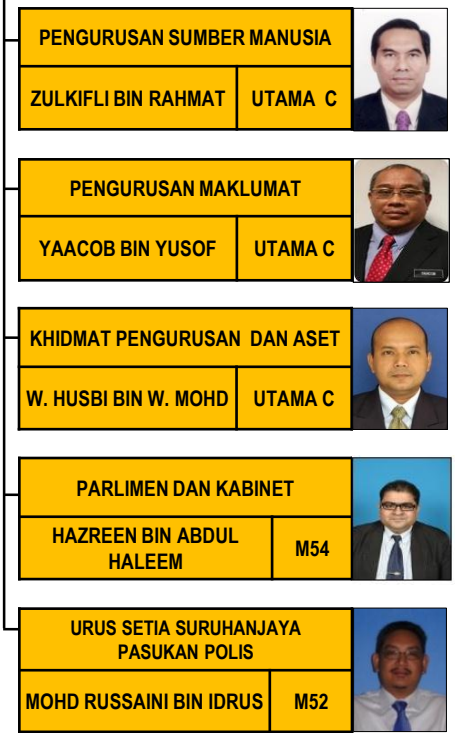 PENGURUSAN SUMBER MANUSIA
ZULKIFLI BIN RAHMAT UTAMA C
PENGURUSAN MAKLUMAT
YAACOB BIN YUSOF UTAMA C
KHIDMAT PENGURUSAN DAN ASET
W. HUSBI BIN W. MOHD UTAMA C
PARLIMEN DAN KABINET
HAZREEN BIN ABDUL
HALEEM
M54
URUS SETIA SURUHANJAYA
PASUKAN POLIS
MOHD RUSSAINI BIN IDRUS M52